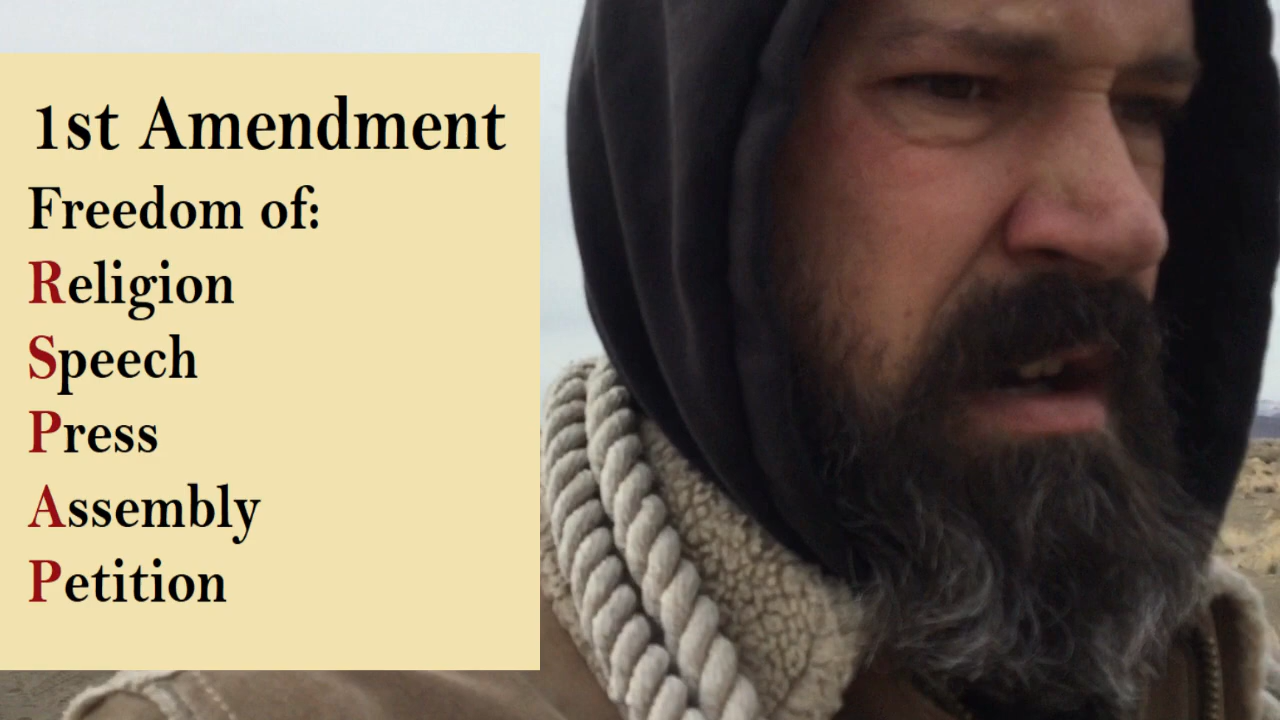 1st Amendment
Freedom of:
Religion
Speech
Press
Assembly
Petition